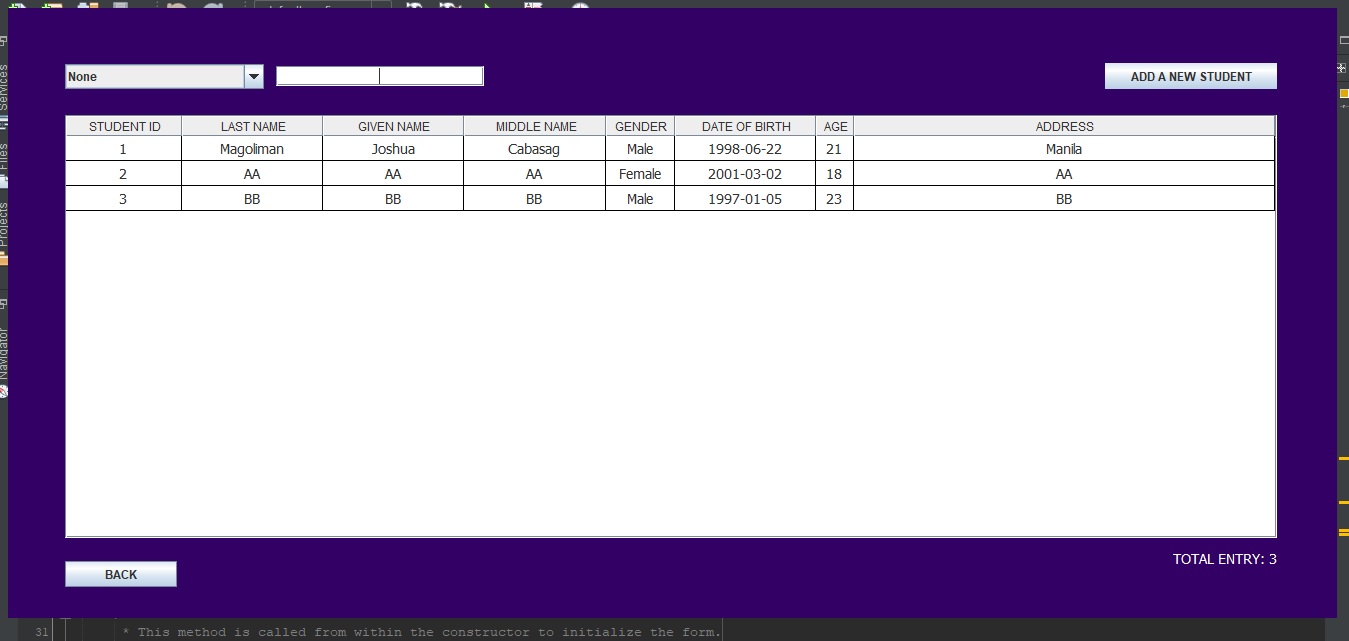 None
ADD A NEW STUDENT
STUDENT ID LAST NAME GIVEN NAME MIDDLE NAME GENDER DATE OF BIRTH AGE ADDRESS
1 Magoliman Joshua Cabasag Male 1998-06-22 21 Manila
2 AA AA AA Female 2001-03-02 18 AA
3 BB BB BB Male 1997-01-05 23 BB
TOTAL ENTRY: 3
BACK
Services
Files
Projects
Navigator
31 * This method is called from within the constructor to initialize the form.